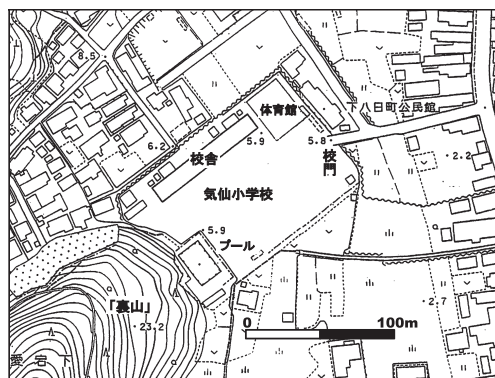 8.5
下八日町公民館
体育館
6.2
5.9
5.8
校舎
校門
2.2
気仙小学校
5.9
プール
「裏山」
2.7
23.2
0 100m
愛宕下